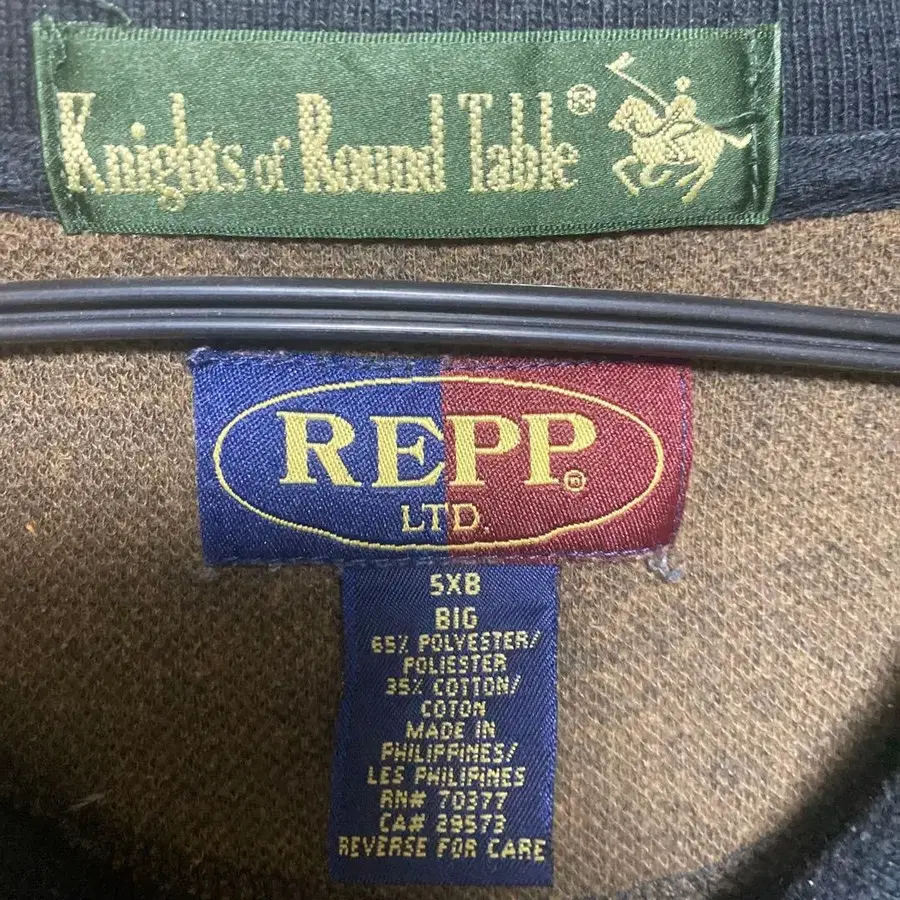 Knights of Round Table®
REPP®
LTD.
5XB
BIG
65% POLYESTER/
POLIESTER
35% COTTON/
COTON
MADE IN
PHILIPPINES/
LES PHILIPINES
RN# 70377
CA# 29573
REVERSE FOR CARE